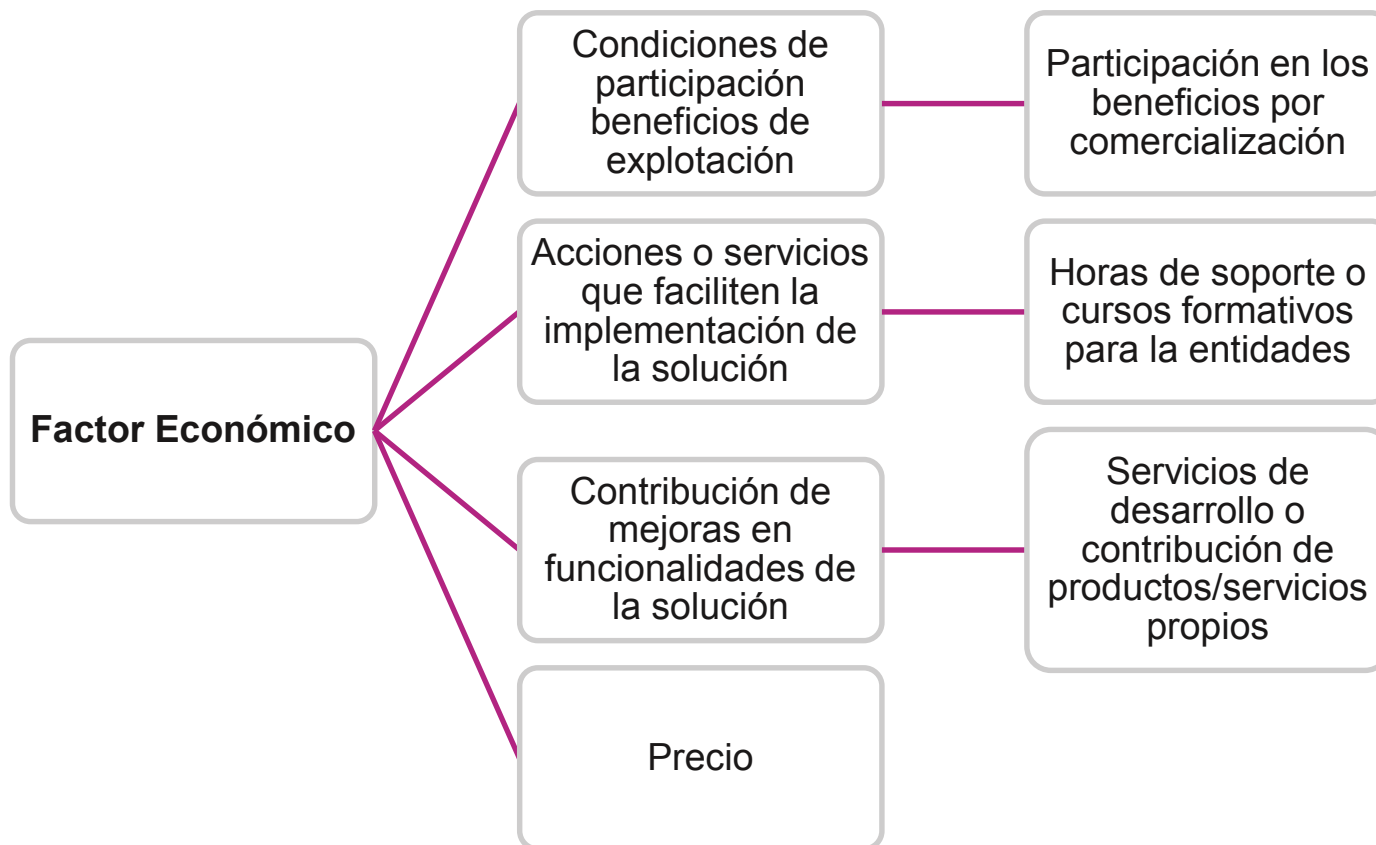 Condiciones de
participación
beneficios de
explotación
Participación en los
beneficios por
comercialización
Acciones o servicios
que faciliten la
implementación de
la solución
Horas de soporte o
cursos formativos
para la entidades
Factor Económico
Contribución de
mejoras en
funcionalidades de
la solución
Servicios de
desarrollo o
contribución de
productos/servicios
propios
Precio